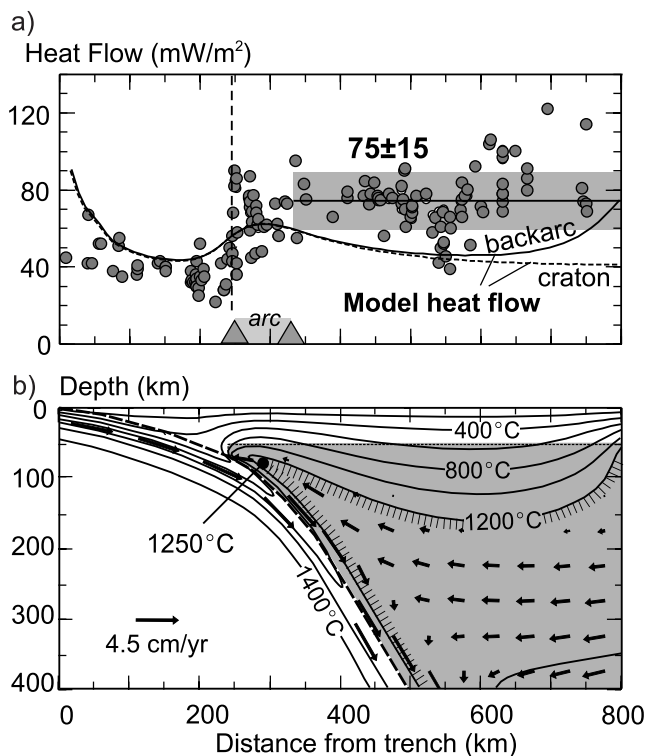 a)
Heat Flow (mW/m²)
120
80
40
0
75±15
backarc
craton
Model heat flow
arc
b) Depth (km)
0
100
200
300
400
400°C
800°C
1200°C
1250°C
1400°C
4.5 cm/yr
0 200 400 600 800
Distance from trench (km)